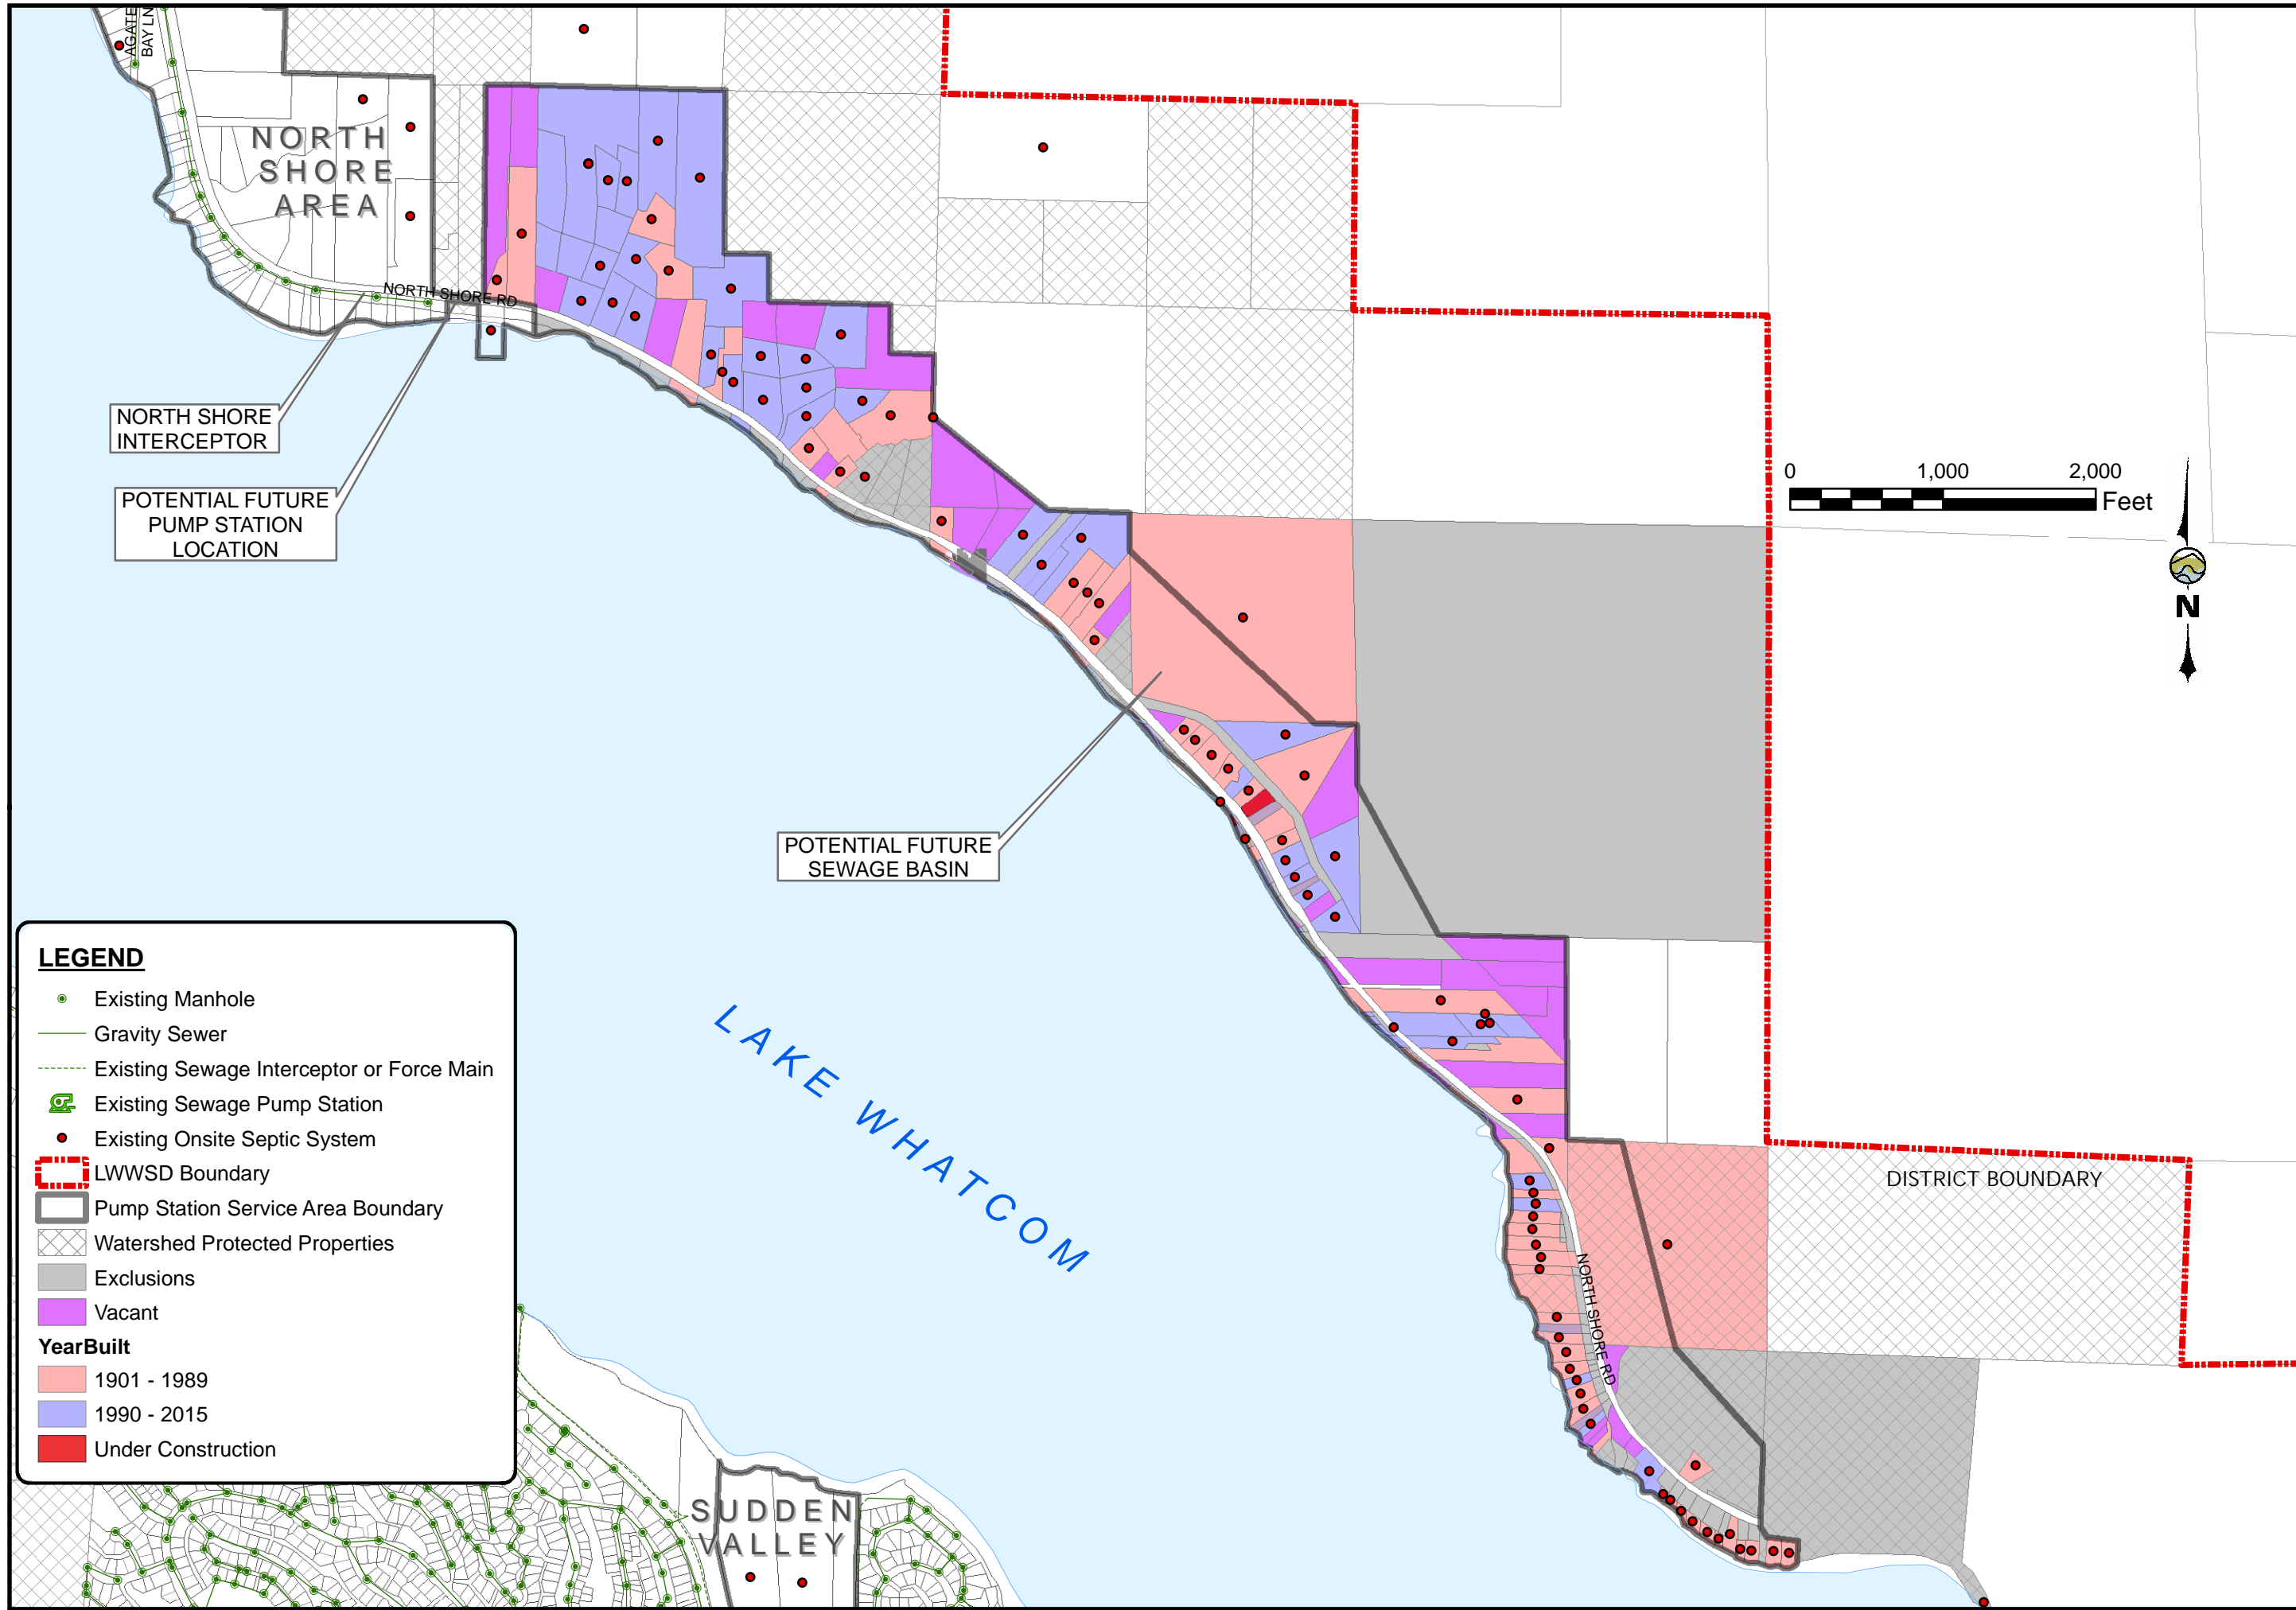 AGATE
BAY LN
NORTH
SHORE
AREA
NORTH SHORE RD
NORTH SHORE
INTERCEPTOR
POTENTIAL FUTURE
PUMP STATION
LOCATION
0 1,000 2,000
Feet
N
POTENTIAL FUTURE
SEWAGE BASIN
LAKE WHATCOM
DISTRICT BOUNDARY
NORTH SHORE RD
LEGEND
Existing Manhole
Gravity Sewer
Existing Sewage Interceptor or Force Main
Existing Sewage Pump Station
Existing Onsite Septic System
LWWSD Boundary
Pump Station Service Area Boundary
Watershed Protected Properties
Exclusions
Vacant
YearBuilt
1901 - 1989
1990 - 2015
Under Construction
SUDDEN
VALLEY